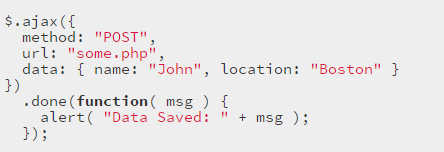 $.ajax({
  method: "POST",
  url: "some.php",
  data: { name: "John", location: "Boston" }
})
  .done(function( msg ) {
    alert( "Data Saved: " + msg );
  });